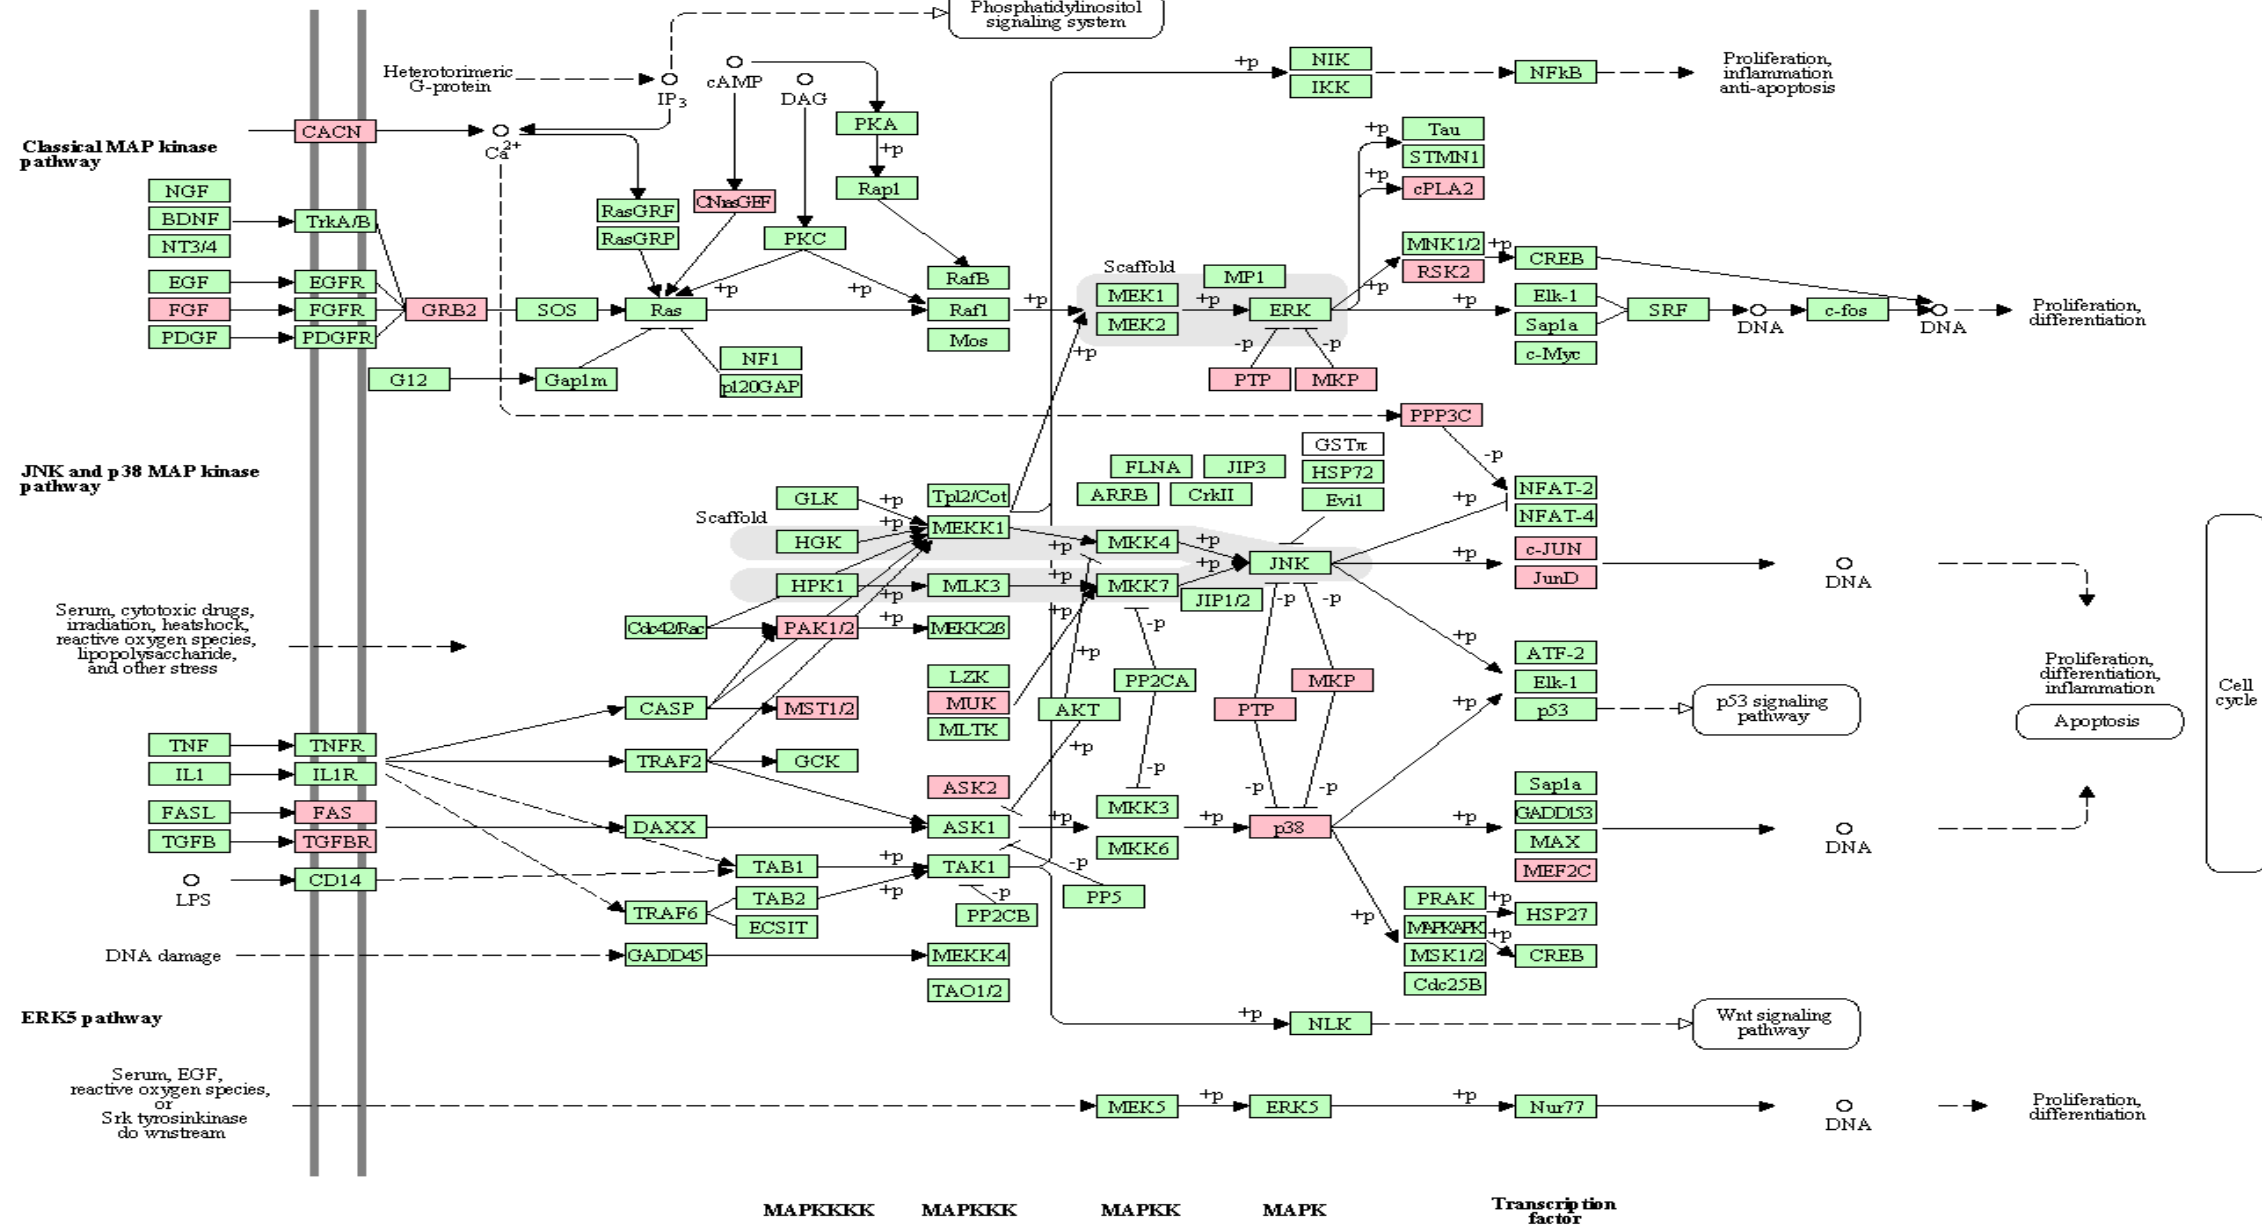 Phosphatidylinositol
signaling system
Heterotorimeric
G-protein
IP3
cAMP
DAG
+p
NIK
IKK
NFkB
Proliferation,
inflammation
anti-apoptosis
Classical MAP kinase
pathway
CACN
Ca2+
PKA
+p
Rap1
+p
Tau
STMN1
+p
cPLA2
NGF
BDNF
NT3/4
TrkA/B
RasGRF
RasGRP
CNrasGEF
PKC
EGF
EGFR
FGF
FGFR
PDGF
PDGFR
GRB2
SOS
Ras
+p
+p
RafB
Raf1
Mos
+p
Scaffold
MEK1
MEK2
+p
MP1
ERK
+p
MNK1/2
RSK2
+p
CREB
+p
Elk-1
Sap1a
c-Myc
SRF
DNA
c-fos
DNA
Proliferation,
differentiation
G12
Gap1m
NF1
p120GAP
+p
-p
-p
PTP
MKP
PPP3C
-p
JNK and p38 MAP kinase
pathway
GSTπ
FLNA
JIP3
HSP72
ARRB
CrkII
Evi1
GLK
+p
Tpl2/Cot
NFAT-2
NFAT-4
+p
Scaffold
HGK
+p
MEKK1
+p
MKK4
+p
JNK
+p
c-JUN
JunD
DNA
HPK1
+p
MLK3
+p
+p
MKK7
+p
JIP1/2
-p
-p
Serum, cytotoxic drugs,
irradiation, heatshock,
reactive oxygen species,
lipopolysaccharide,
and other stress
Cdc42/Rac
PAK1/2
+p
MEKK2/3
+p
-p
+p
LZK
MUK
MLTK
PP2CA
AKT
MKP
PTP
+p
+p
ATF-2
Elk-1
p53
p53 signaling
pathway
Proliferation,
differentiation,
inflammation
Apoptosis
Cell
cycle
CASP
MST1/2
TNF
TNFR
IL1
IL1R
TRAF2
GCK
FASL
FAS
TGFB
TGFBR
LPS
CD14
DAXX
ASK2
ASK1
+p
-p
MKK3
MKK6
+p
-p
-p
p38
+p
Sap1a
GADD153
MAX
MEF2C
DNA
TAB1
+p
TAK1
-p
TAB2
+p
-p
PP5
TRAF6
ECSIT
PP2CB
+p
PRAK
+p
MAPKAPK
+p
MSK1/2
Cdc25B
HSP27
CREB
DNA damage
GADD45
MEKK4
TAO1/2
ERK5 pathway
+p
NLK
Wnt signaling
pathway
Serum, EGF,
reactive oxygen species,
or
Srk tyrosinkinase
do wnstream
MEK5
+p
ERK5
+p
Nur77
DNA
Proliferation,
differentiation
MAPKKKK
MAPKKK
MAPKK
MAPK
Transcription
factor